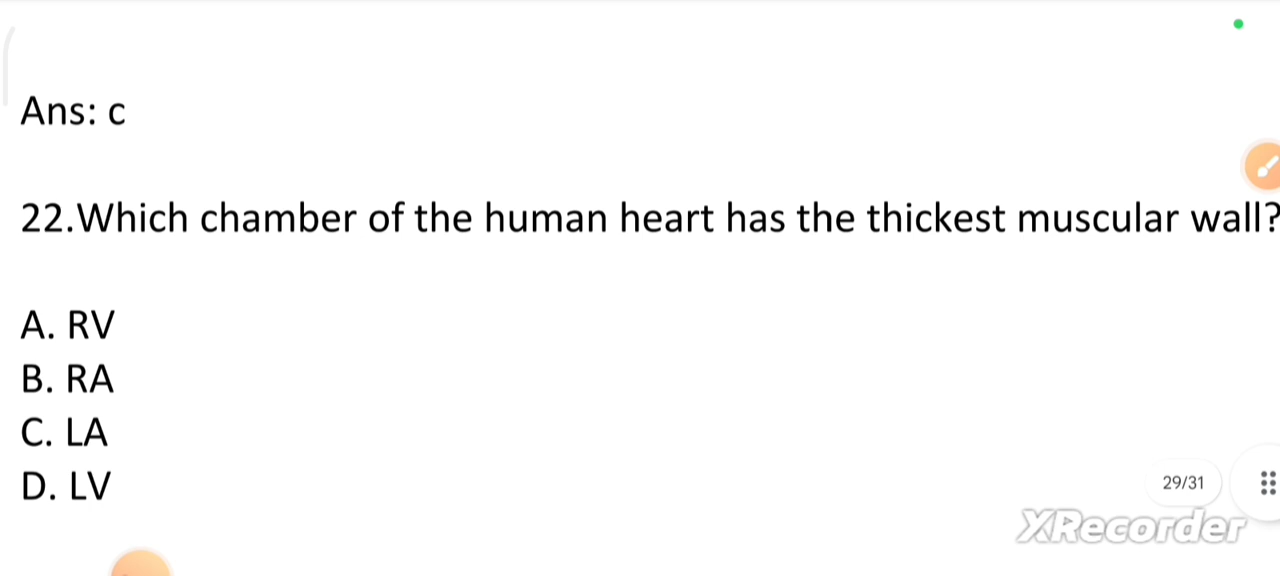 Ans: c
22.Which chamber of the human heart has the thickest muscular wall?
A. RV
B. RA
C. LA
D. LV
29/31
XRecorder